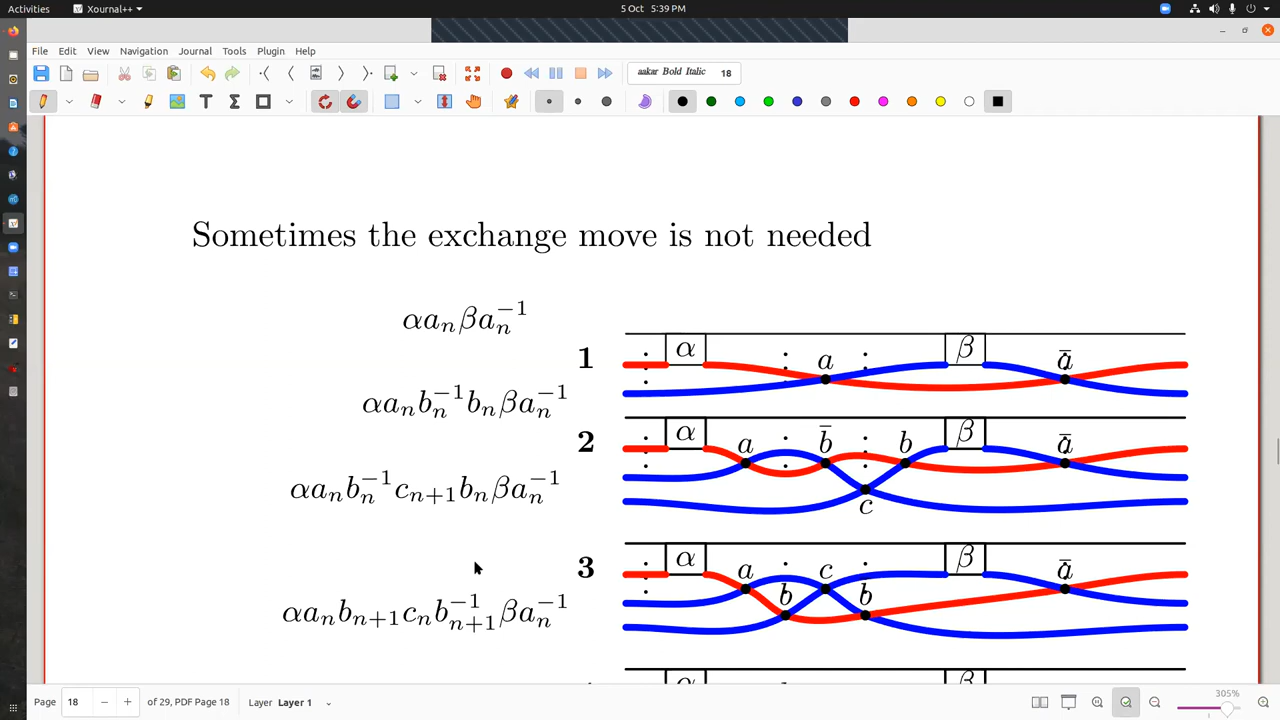 Activities Xournal++ 5 Oct 5:39 PM
File Edit View Navigation Journal Tools Plugin Help
aakar Bold Italic 18
Sometimes the exchange move is not needed
αa_nβa_n^{-1}
1 α a β ā
αa_nb_n^{-1}b_nβa_n^{-1}
2 α a b̄ b β ā
c
αa_nb_n^{-1}c_{n+1}b_nβa_n^{-1}
3 α a c β ā
b b
αa_nb_{n+1}c_nb_{n+1}^{-1}βa_n^{-1}
Page 18 of 29, PDF Page 18 Layer Layer 1 305%